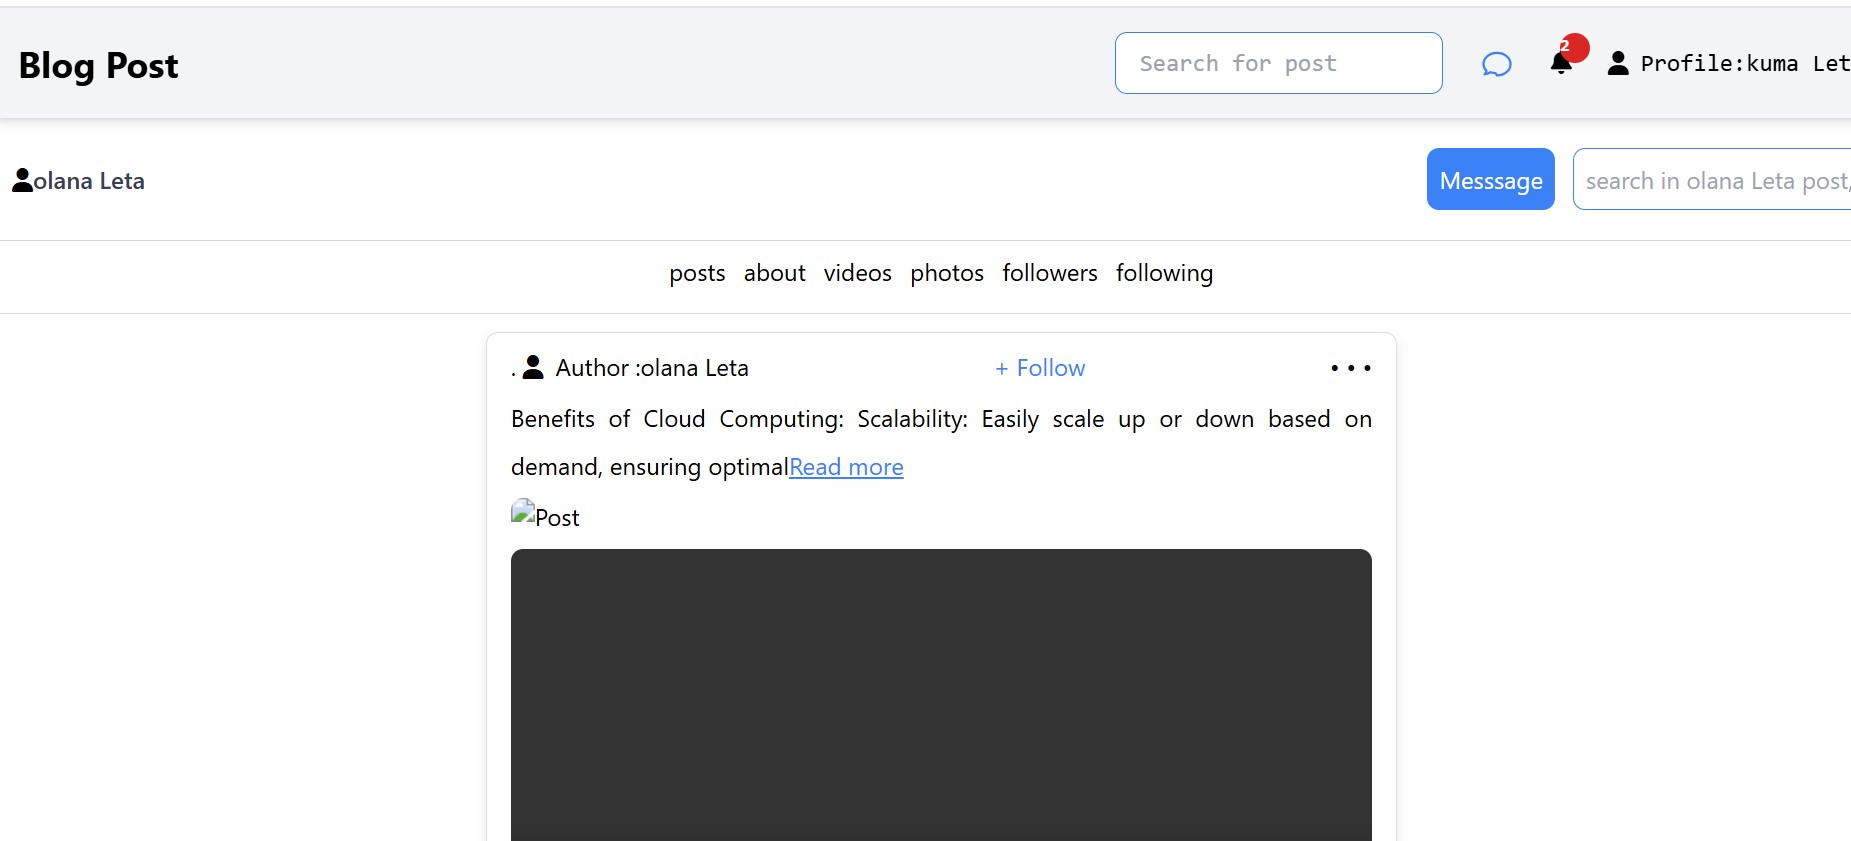 Blog Post
Search for post
2
Profile:kuma Let
olana Leta
Messsage
search in olana Leta post,
posts about videos photos followers following
. Author :olana Leta
+ Follow
• • •
Benefits of Cloud Computing: Scalability: Easily scale up or down based on
demand, ensuring optimalRead more
Post